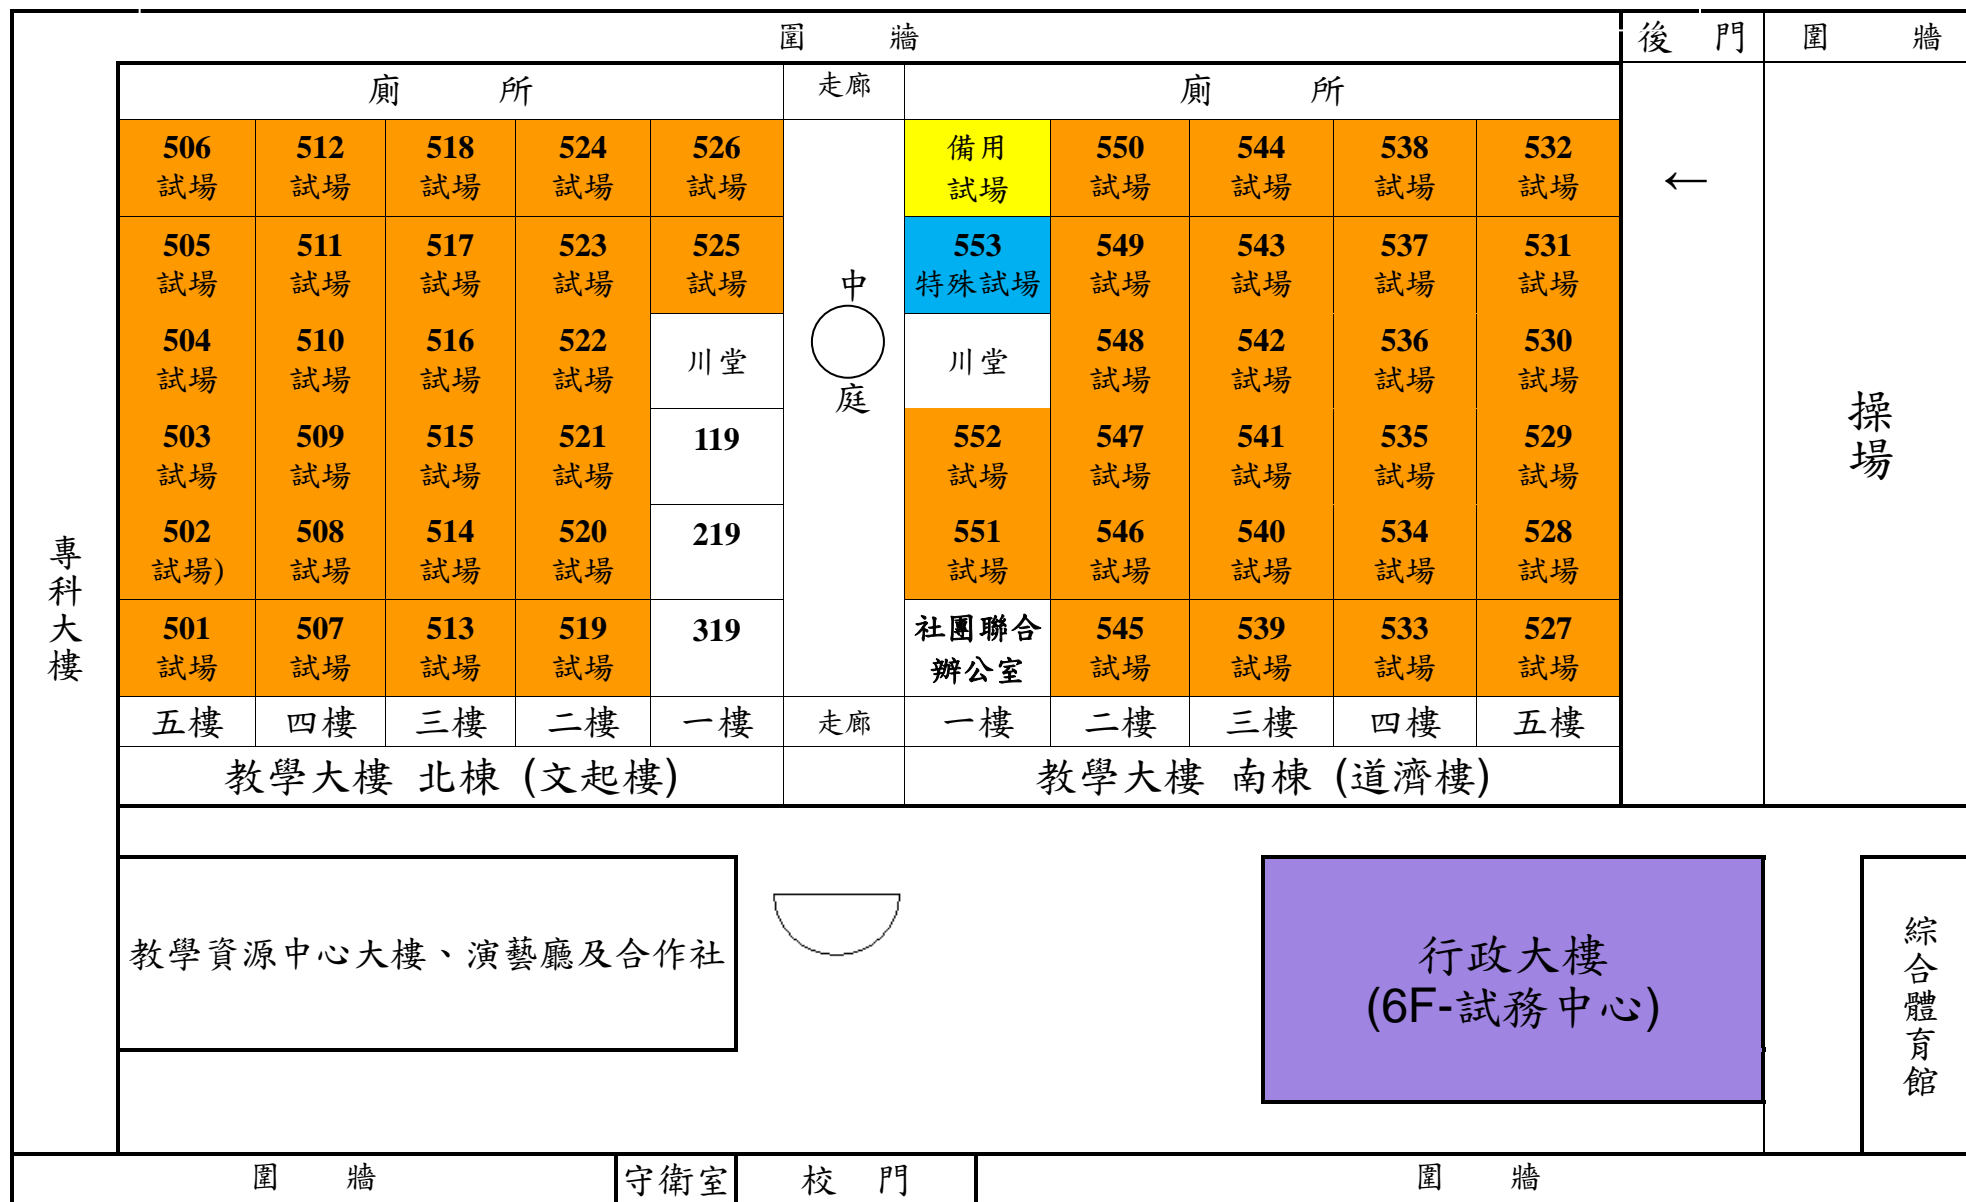 圍 牆 後 門 圍 牆
廁 所 走廊 廁 所
506 512 518 524 526 備用 550 544 538 532
試場 試場 試場 試場 試場 試場 試場 試場 試場 試場
←
505 511 517 523 525 553 549 543 537 531
試場 試場 試場 試場 試場 特殊試場 試場 試場 試場 試場
中
庭
504 510 516 522 川堂 川堂 548 542 536 530
試場 試場 試場 試場 試場 試場 試場 試場
503 509 515 521 119 552 547 541 535 529
試場 試場 試場 試場 試場 試場 試場 試場 試場
操場
502 508 514 520 219 551 546 540 534 528
試場) 試場 試場 試場 試場 試場 試場 試場 試場
專科大樓
501 507 513 519 319 社團聯合 545 539 533 527
試場 試場 試場 試場 辦公室 試場 試場 試場 試場
五樓 四樓 三樓 二樓 一樓 走廊 一樓 二樓 三樓 四樓 五樓
教學大樓 北棟 (文起樓) 教學大樓 南棟 (道濟樓)
教學資源中心大樓、演藝廳及合作社
行政大樓
(6F-試務中心)
綜合體育館
圍 牆 守衛室 校 門 圍 牆